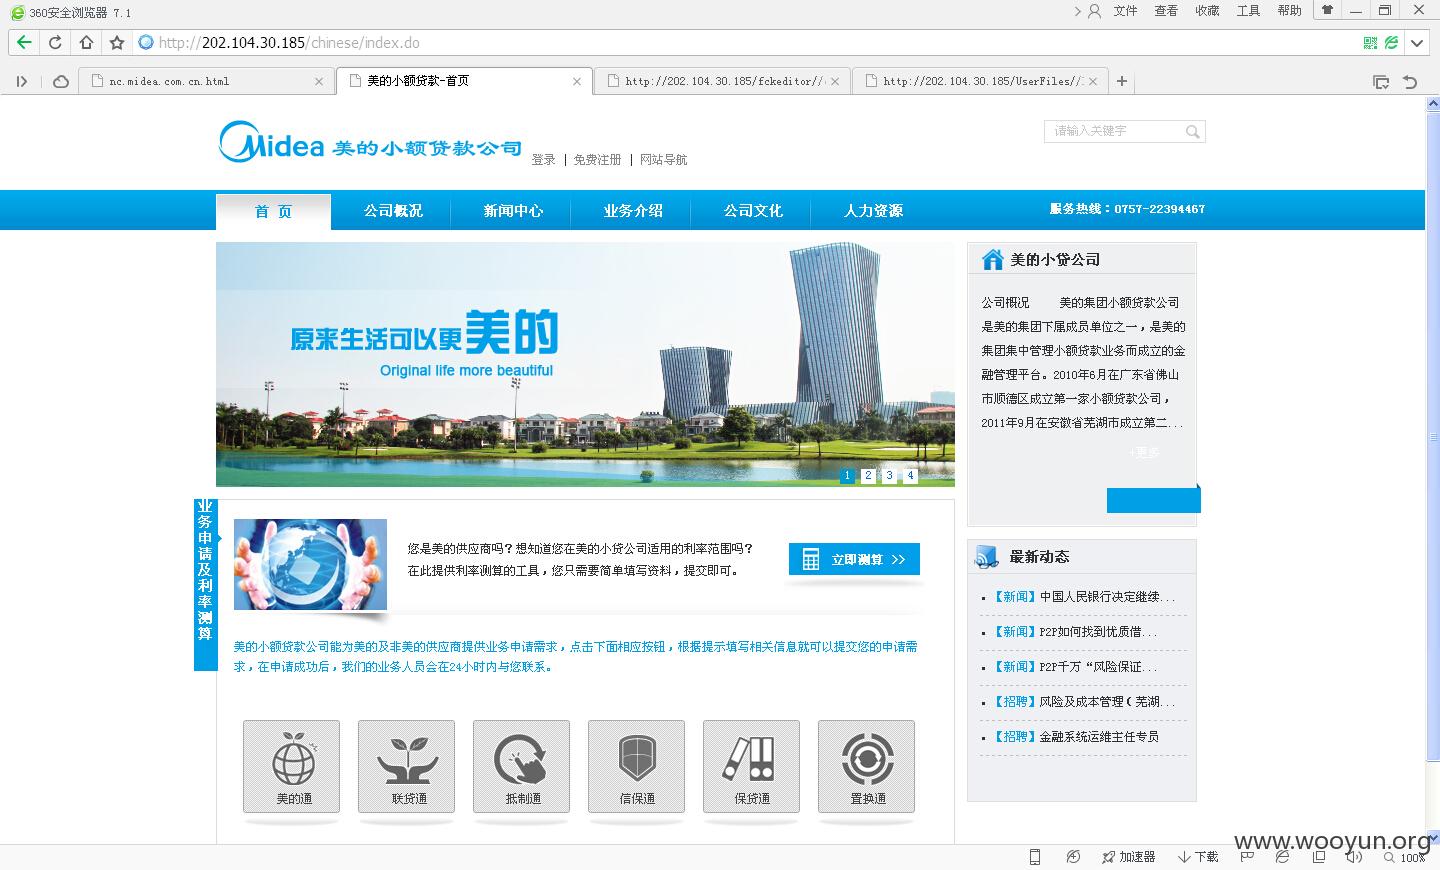 360安全浏览器 7.1
文件 查看 收藏 工具 帮助
http://202.104.30.185/chinese/index.do
nc.midea.com.cn.html
美的小额贷款-首页
http://202.104.30.185/fckeditor//
http://202.104.30.185/UserFiles//
Midea 美的小额贷款公司
登录 | 免费注册 | 网站导航
请输入关键字
首 页
公司概况
新闻中心
业务介绍
公司文化
人力资源
服务热线：0757-22394467
原来生活可以更美的
Original life more beautiful
1 2 3 4
美的小贷公司
公司概况 美的集团小额贷款公司
是美的集团下属成员单位之一，是美的
集团集中管理小额贷款业务而成立的金
融管理平台。2010年6月在广东省佛山
市顺德区成立第一家小额贷款公司，
2011年9月在安徽省芜湖市成立第二...
+更多
业务申请及利率测算
您是美的供应商吗？想知道您在美的小贷公司适用的利率范围吗？
在此提供利率测算的工具，您只需要简单填写资料，提交即可。
立即测算 >>
美的小额贷款公司能为美的及非美的供应商提供业务申请需求，点击下面相应按钮，根据提示填写相关信息就可以提交您的申请需
求，在申请成功后，我们的业务人员会在24小时内与您联系。
美的通
联贷通
抵制通
信保通
保贷通
置换通
最新动态
【新闻】中国人民银行决定继续...
【新闻】P2P如何找到优质借...
【新闻】P2P千万“风险保证...
【招聘】风险及成本管理（芜湖...
【招聘】金融系统运维主任专员
www.wooyun.org
加速器
下载
100%